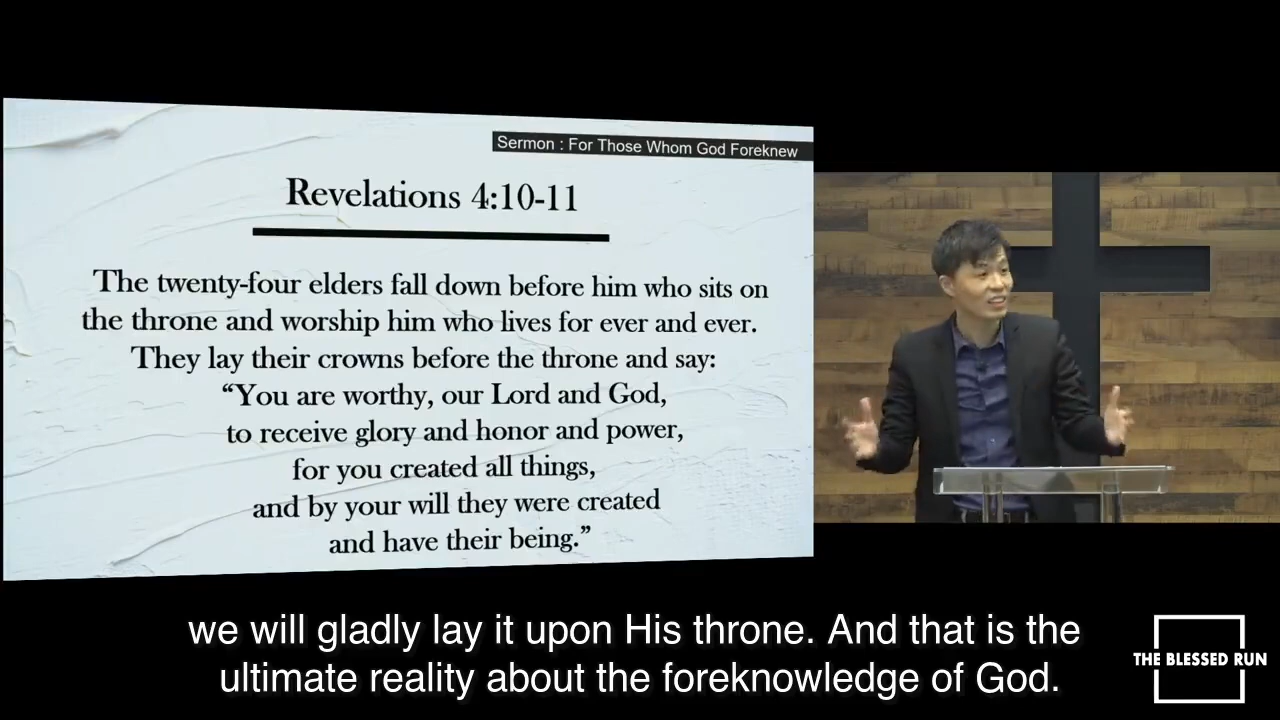 Sermon : For Those Whom God Foreknew
Revelations 4:10-11
The twenty-four elders fall down before him who sits on
the throne and worship him who lives for ever and ever.
They lay their crowns before the throne and say:
“You are worthy, our Lord and God,
to receive glory and honor and power,
for you created all things,
and by your will they were created
and have their being.”
we will gladly lay it upon His throne. And that is the
ultimate reality about the foreknowledge of God.
THE BLESSED RUN